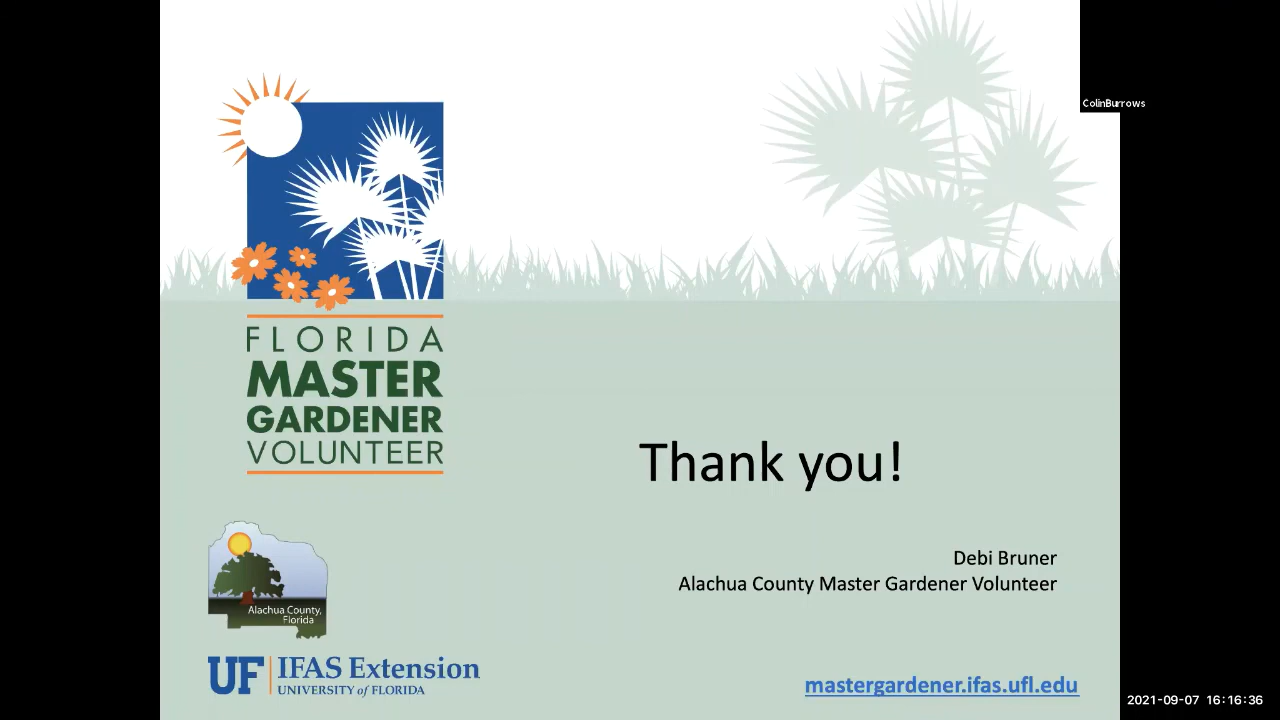 ColinBurrows
FLORIDA
MASTER
GARDENER
VOLUNTEER
Thank you!
Debi Bruner
Alachua County Master Gardener Volunteer
Alachua County,
Florida
UF IFAS Extension
UNIVERSITY of FLORIDA
mastergardener.ifas.ufl.edu
2021-09-07 16:16:36